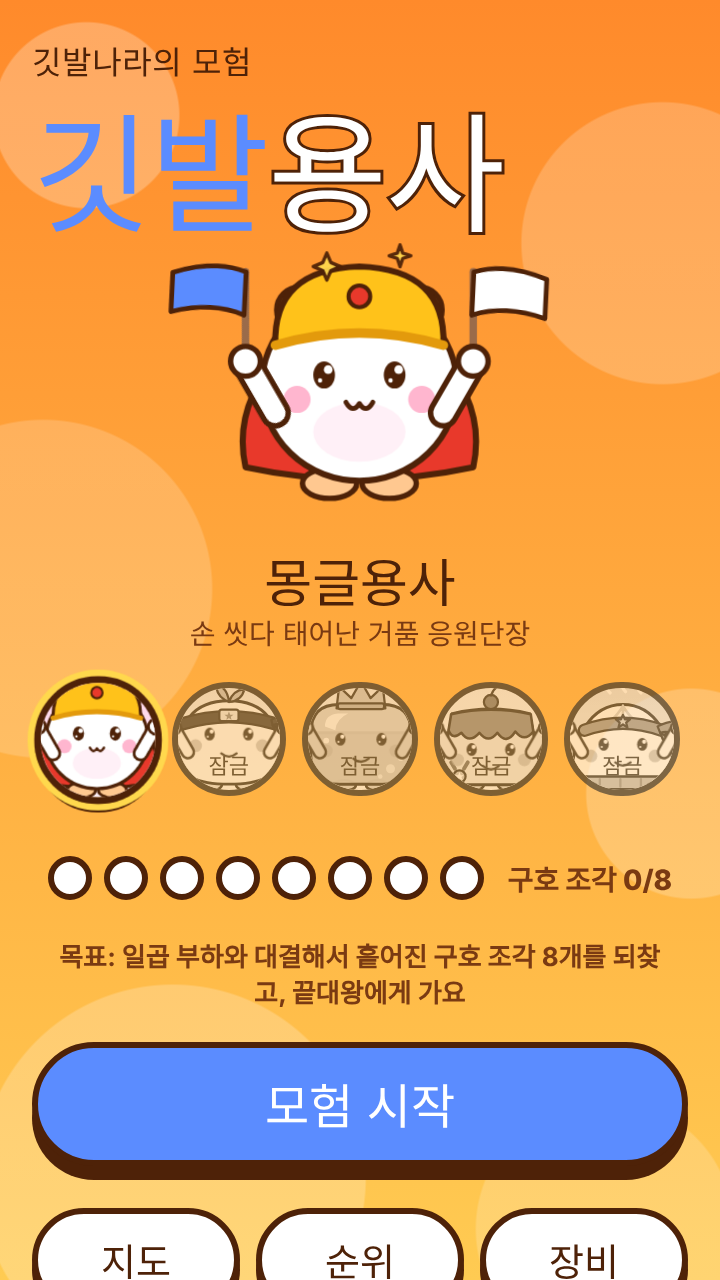 깃발나라의 모험
깃발용사
몽글용사
손 씻다 태어난 거품 응원단장
잠금 잠금 잠금 잠금
구호 조각 0/8
목표: 일곱 부하와 대결해서 흩어진 구호 조각 8개를 되찾
고, 끝대왕에게 가요
모험 시작
지도 순위 장비